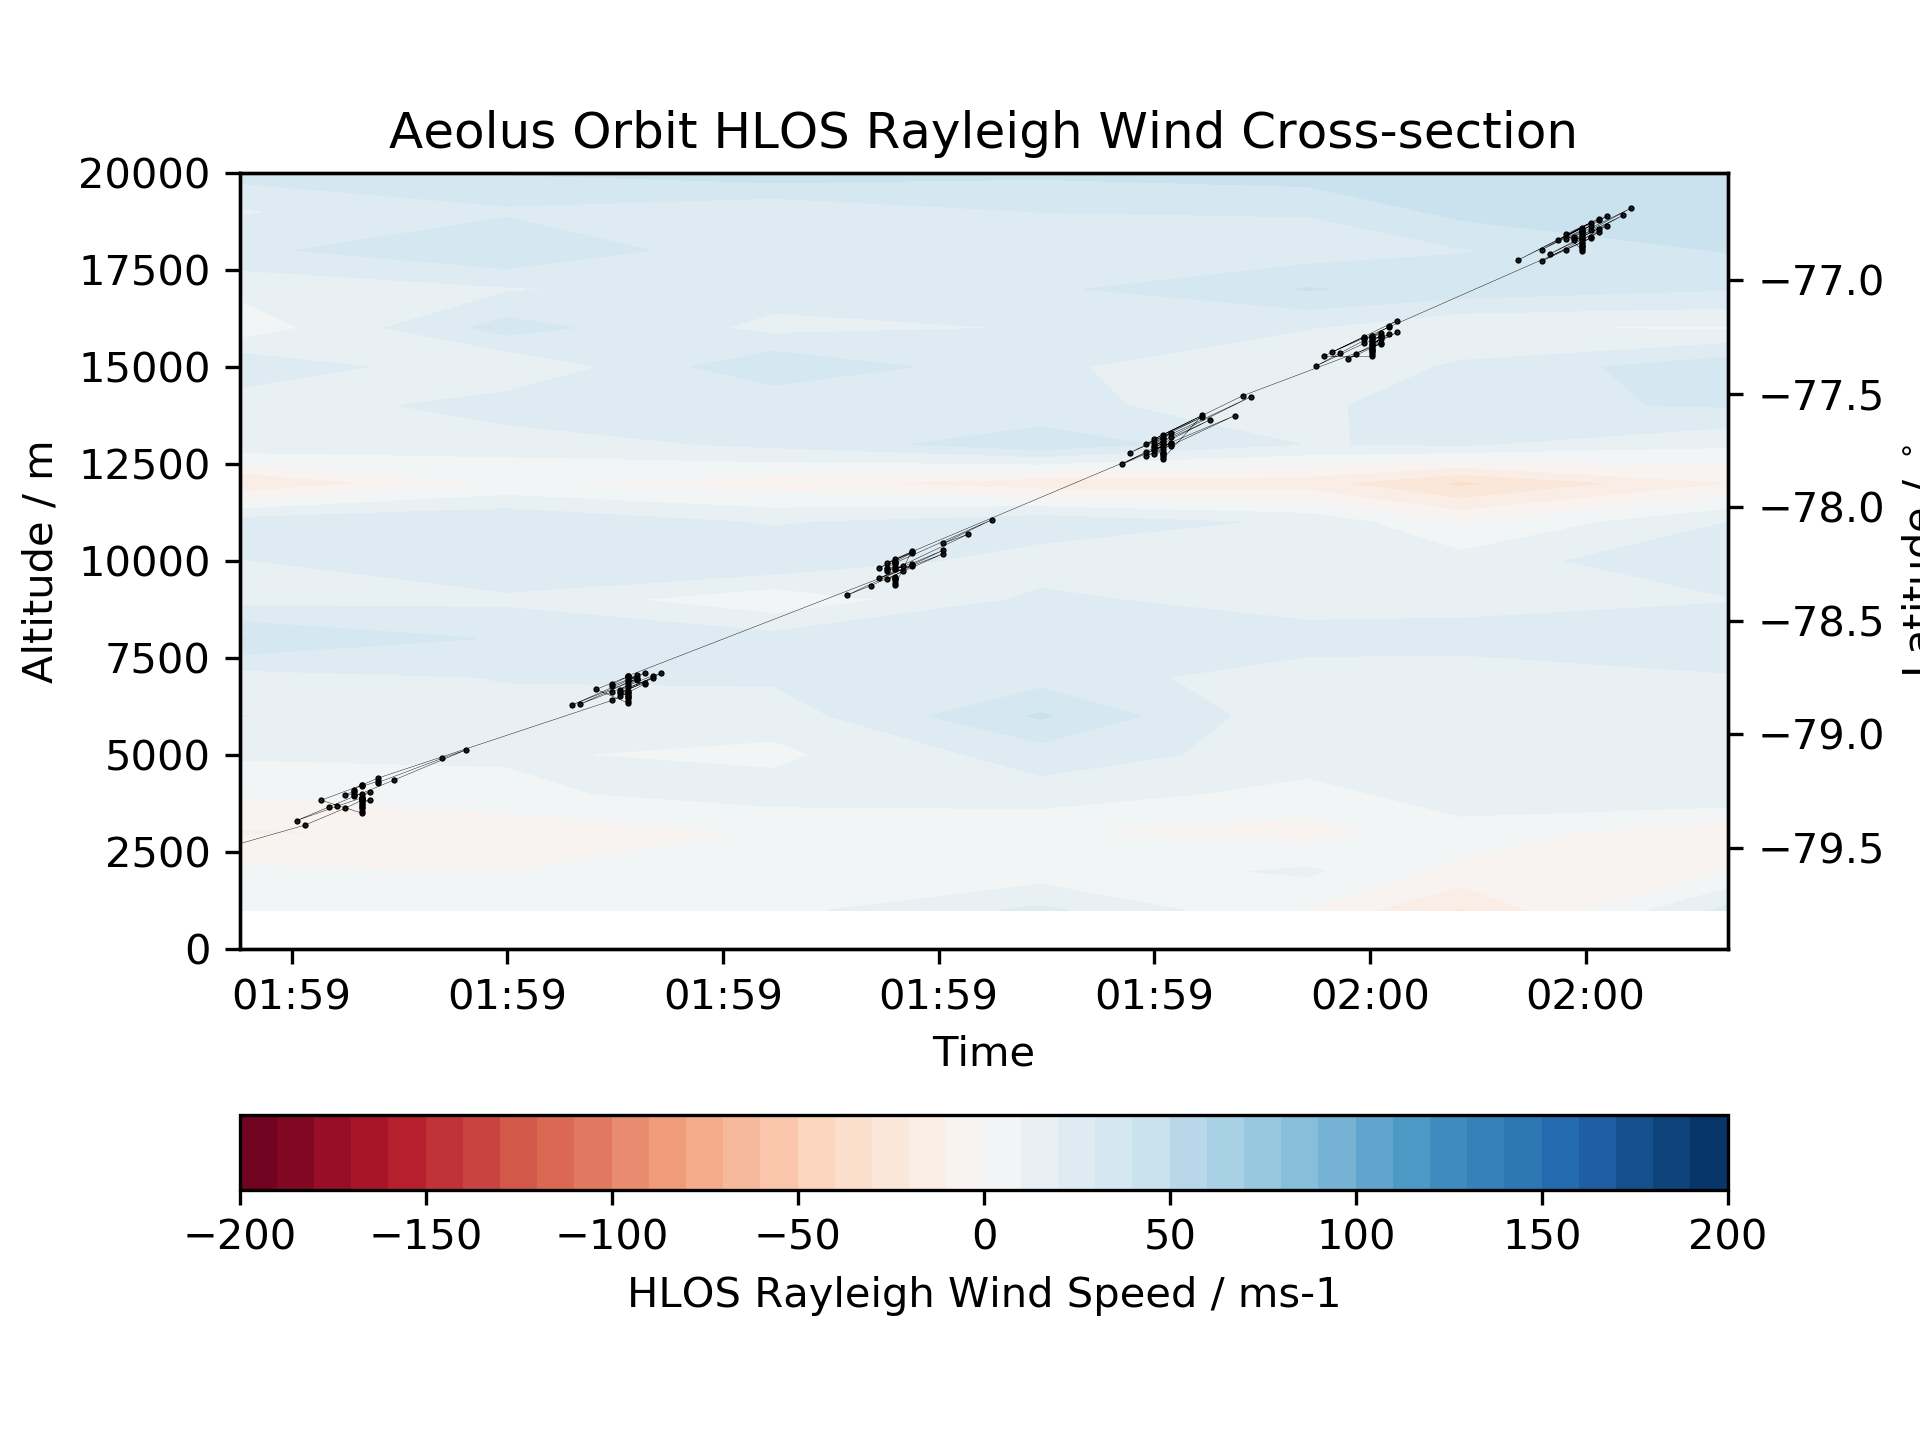 Aeolus Orbit HLOS Rayleigh Wind Cross-section
20000
17500
15000
12500
10000
7500
5000
2500
0
Altitude / m
−77.0
−77.5
−78.0
−78.5
−79.0
−79.5
Latitude / °
01:59 01:59 01:59 01:59 01:59 02:00 02:00
Time
−200 −150 −100 −50 0 50 100 150 200
HLOS Rayleigh Wind Speed / ms-1